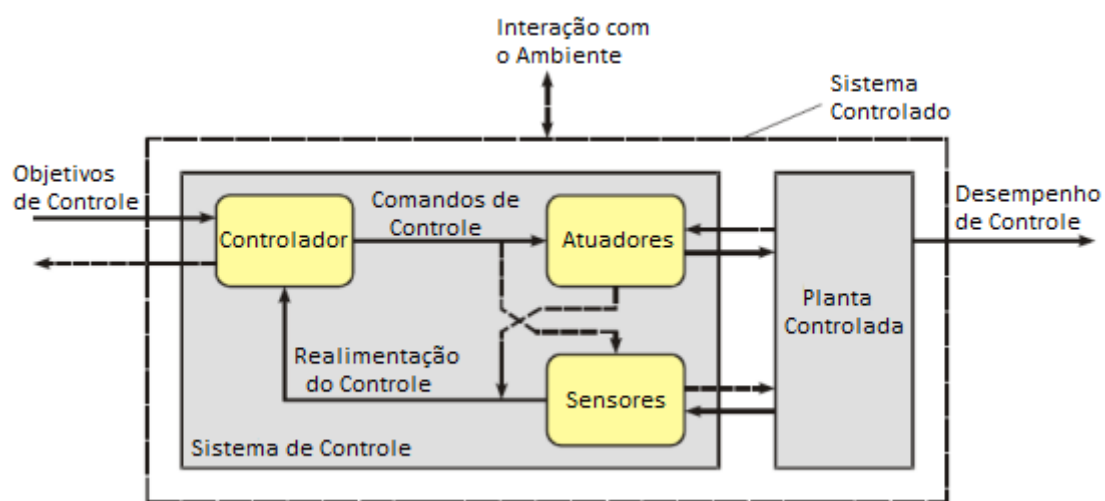 Interação com
o Ambiente
Sistema
Controlado
Objetivos
de Controle
Comandos de
Controle
Desempenho
de Controle
Controlador
Atuadores
Planta
Controlada
Realimentação
do Controle
Sensores
Sistema de Controle